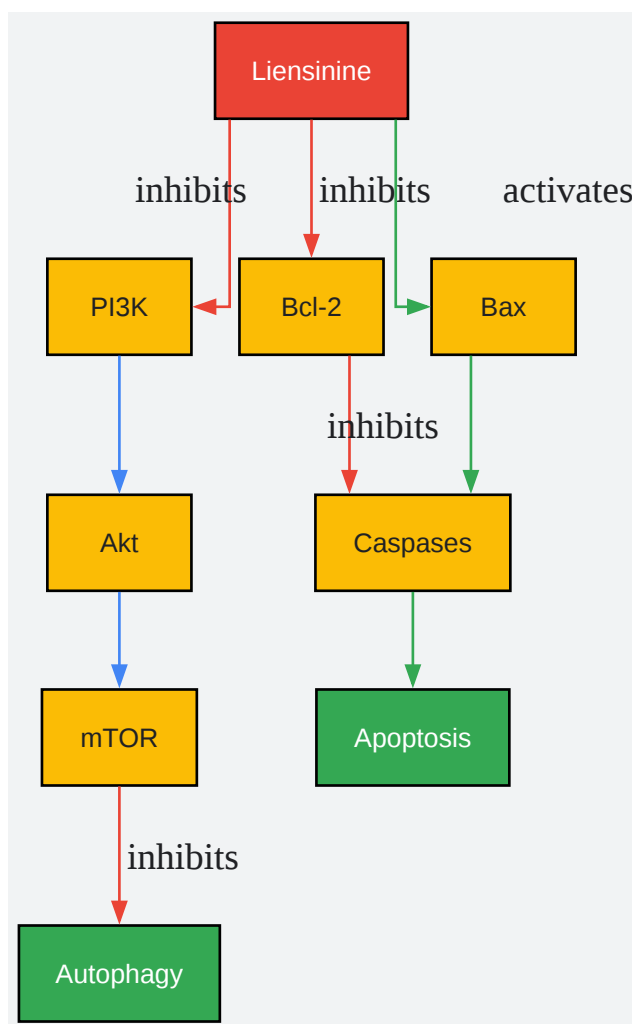 Liensinine
inhibits
inhibits
activates
PI3K
Bcl-2
Bax
inhibits
Akt
Caspases
mTOR
Apoptosis
inhibits
Autophagy